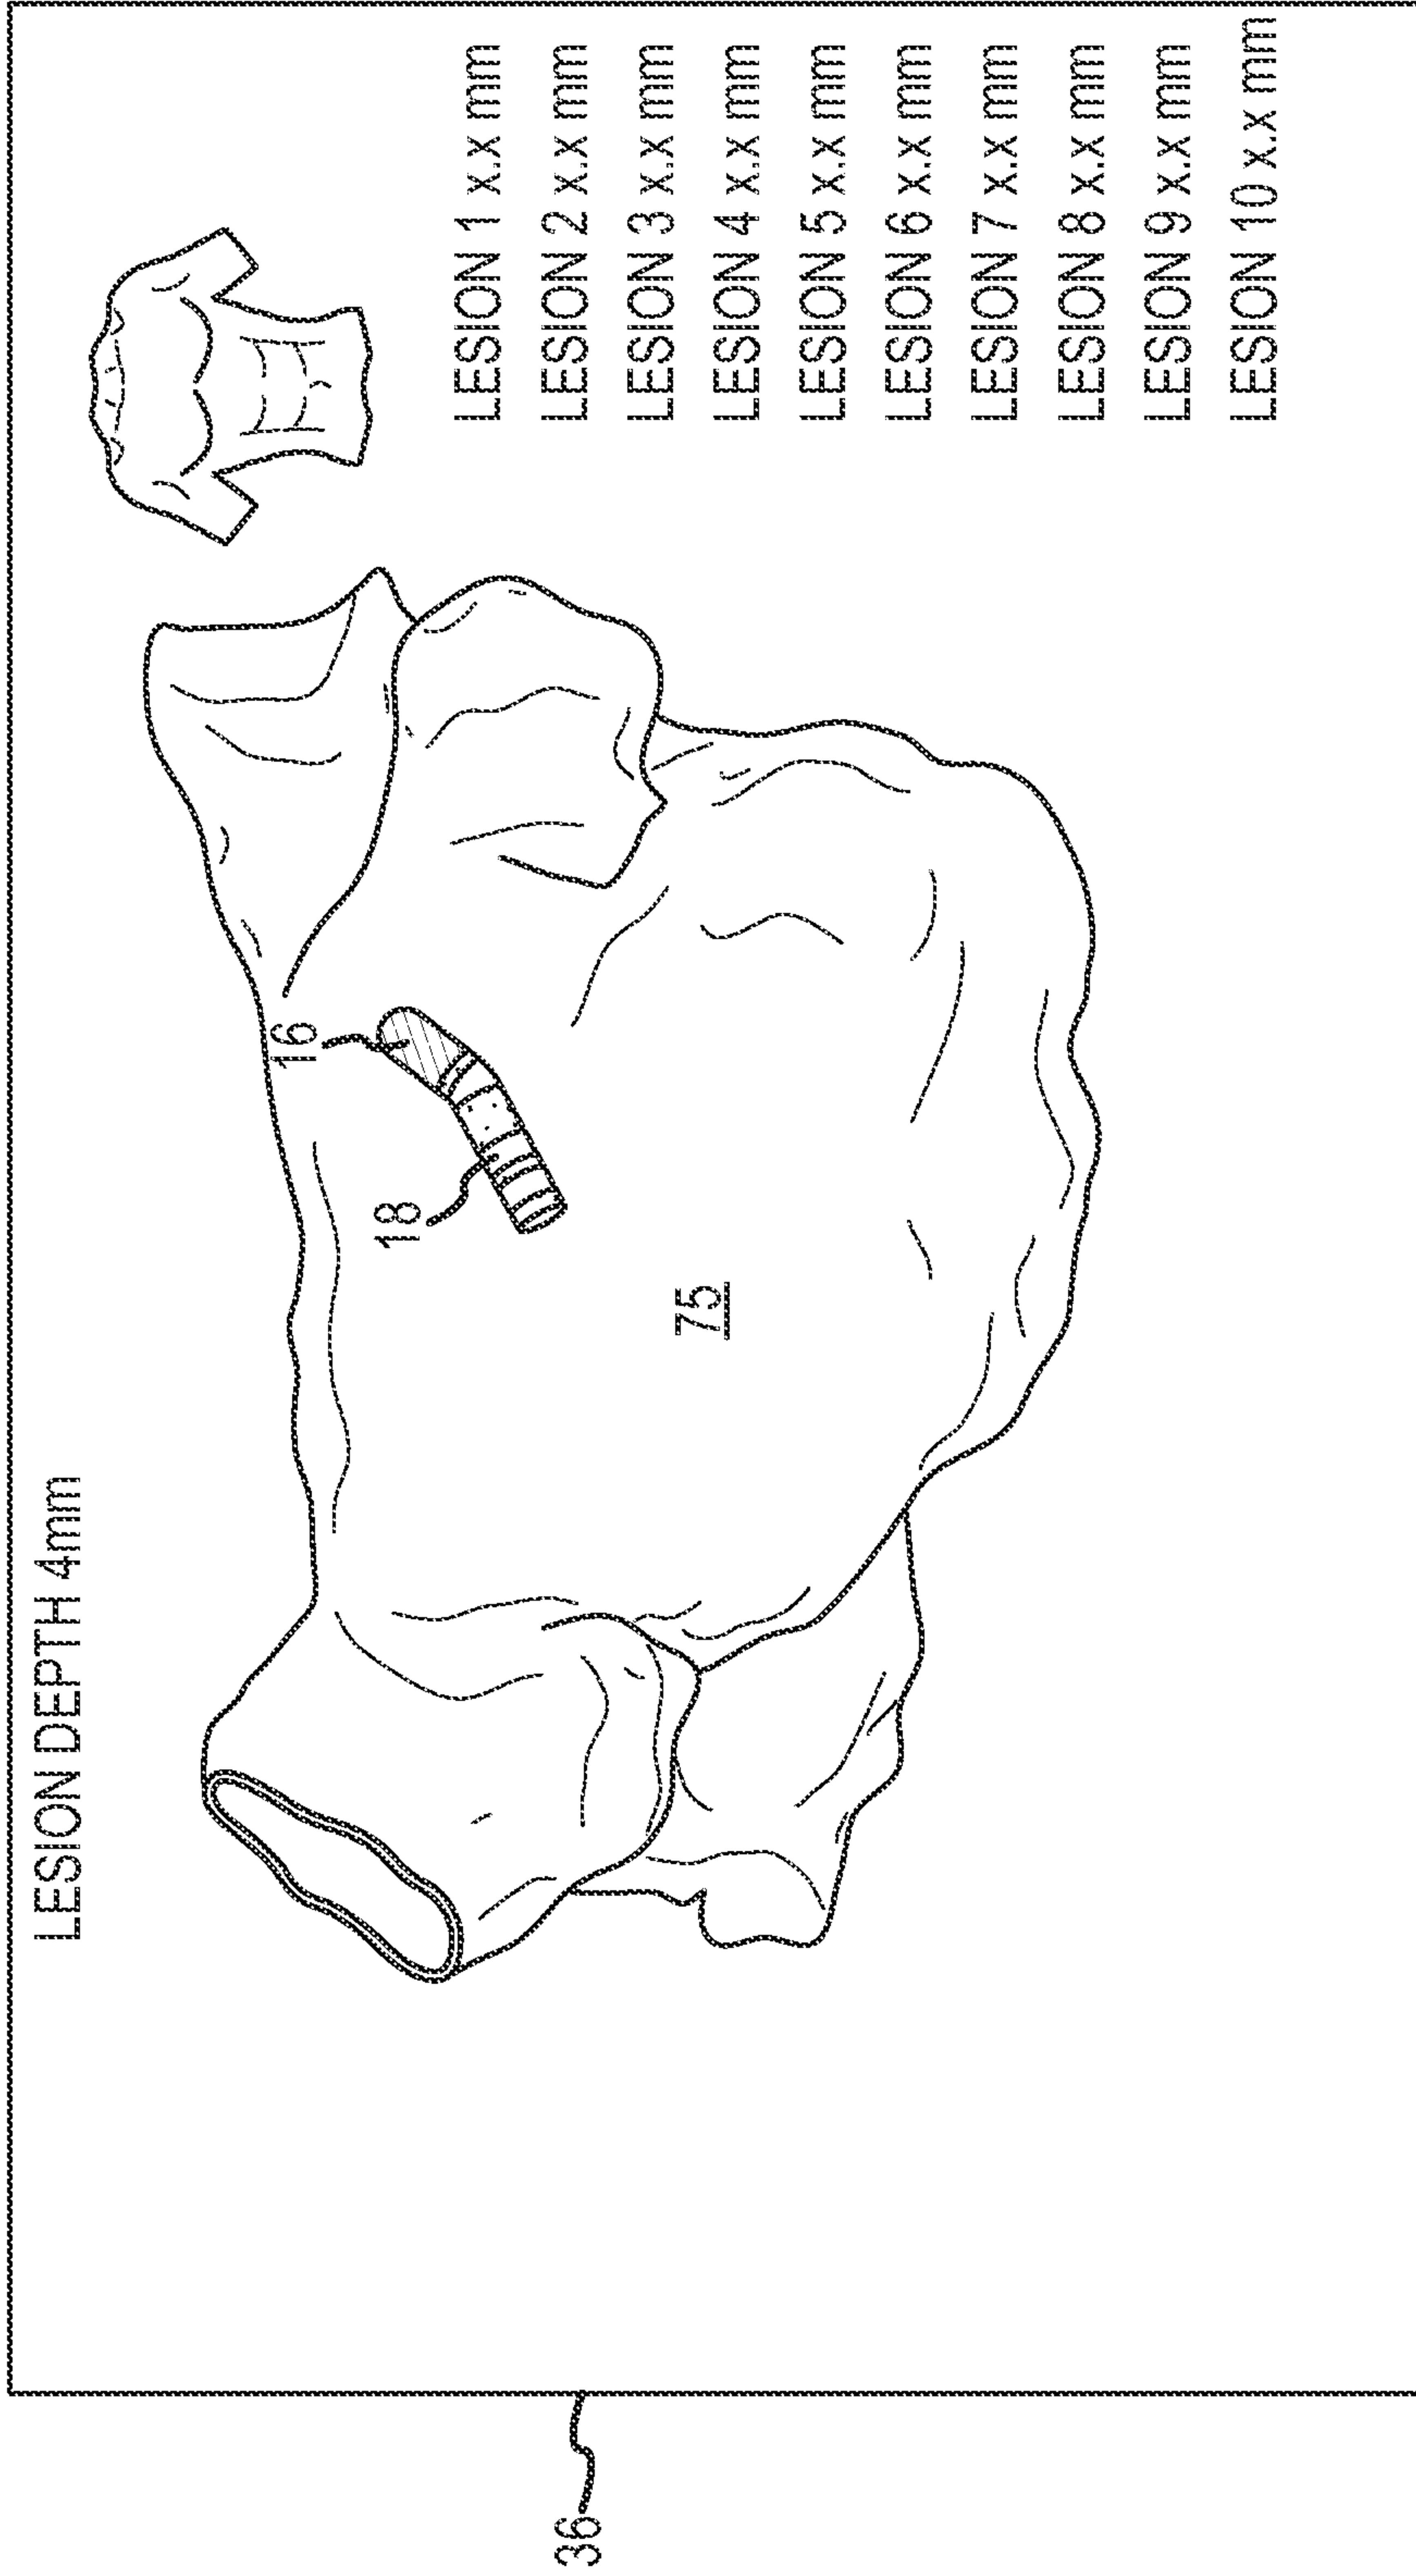 LESION DEPTH 4mm
LESION 1 x.x mm
LESION 2 x.x mm
LESION 3 x.x mm
LESION 4 x.x mm
LESION 5 x.x mm
LESION 6 x.x mm
LESION 7 x.x mm
LESION 8 x.x mm
LESION 9 x.x mm
LESION 10 x.x mm
16
18
75
36